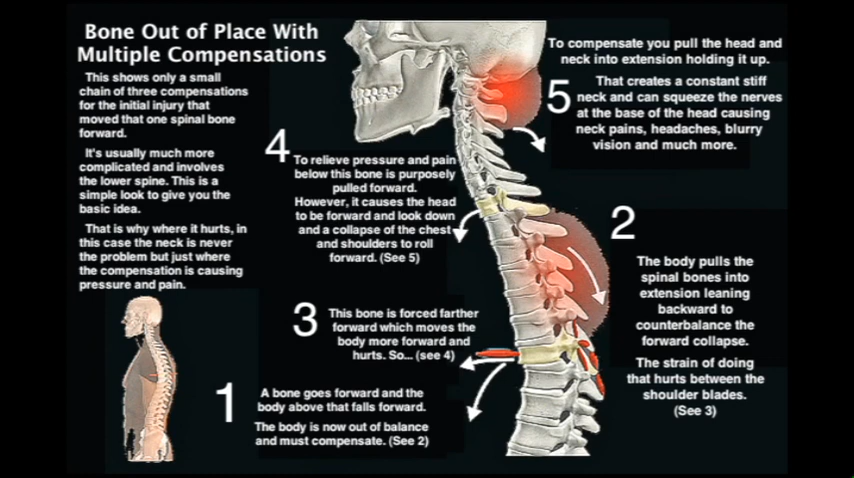 Bone Out of Place With
Multiple Compensations
This shows only a small
chain of three compensations
for the initial injury that
moved that one spinal bone
forward.
It's usually much more
complicated and involves
the lower spine. This is a
simple look to give you the
basic idea.
That is why where it hurts, in
this case the neck is never
the problem but just where
the compensation is causing
pressure and pain.
1
A bone goes forward and the
body above that falls forward.
The body is now out of balance
and must compensate. (See 2)
2
The body pulls the
spinal bones into
extension leaning
backward to
counterbalance the
forward collapse.
The strain of doing
that hurts between the
shoulder blades.
(See 3)
3
This bone is forced farther
forward which moves the
body more forward and
hurts. So... (see 4)
4
To relieve pressure and pain
below this bone is purposely
pulled forward.
However, it causes the head
to be forward and look down
and a collapse of the chest
and shoulders to roll
forward. (See 5)
To compensate you pull the head and
neck into extension holding it up.
5
That creates a constant stiff
neck and can squeeze the nerves
at the base of the head causing
neck pains, headaches, blurry
vision and much more.